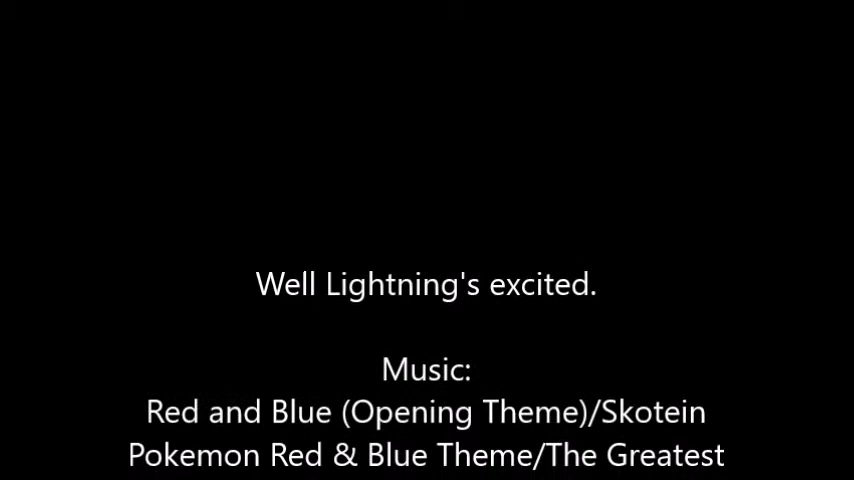 Well Lightning's excited.
Music:
Red and Blue (Opening Theme)/Skotein
Pokemon Red & Blue Theme/The Greatest